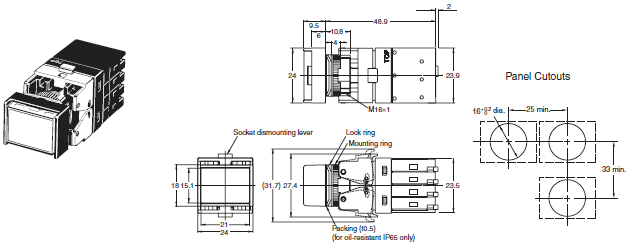 2
48.9
9.5
6
10.8
4
24
TOP
23.9
M16×1
Panel Cutouts
16 +0.2 0 dia.
25 min.
33 min.
Socket dismounting lever
Lock ring
Mounting ring
18
15.1
(31.7)
27.4
23.5
21
24
Packing (t0.5)
(for oil-resistant IP65 only)